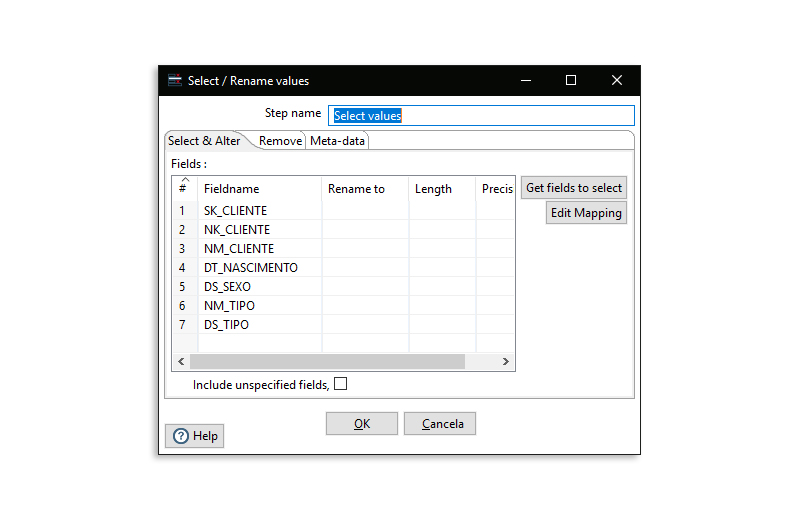 Select / Rename values
Step name Select values
Select & Alter Remove Meta-data
Fields :
# Fieldname Rename to Length Precis
1 SK_CLIENTE
2 NK_CLIENTE
3 NM_CLIENTE
4 DT_NASCIMENTO
5 DS_SEXO
6 NM_TIPO
7 DS_TIPO
Get fields to select
Edit Mapping
Include unspecified fields,
OK Cancela
Help